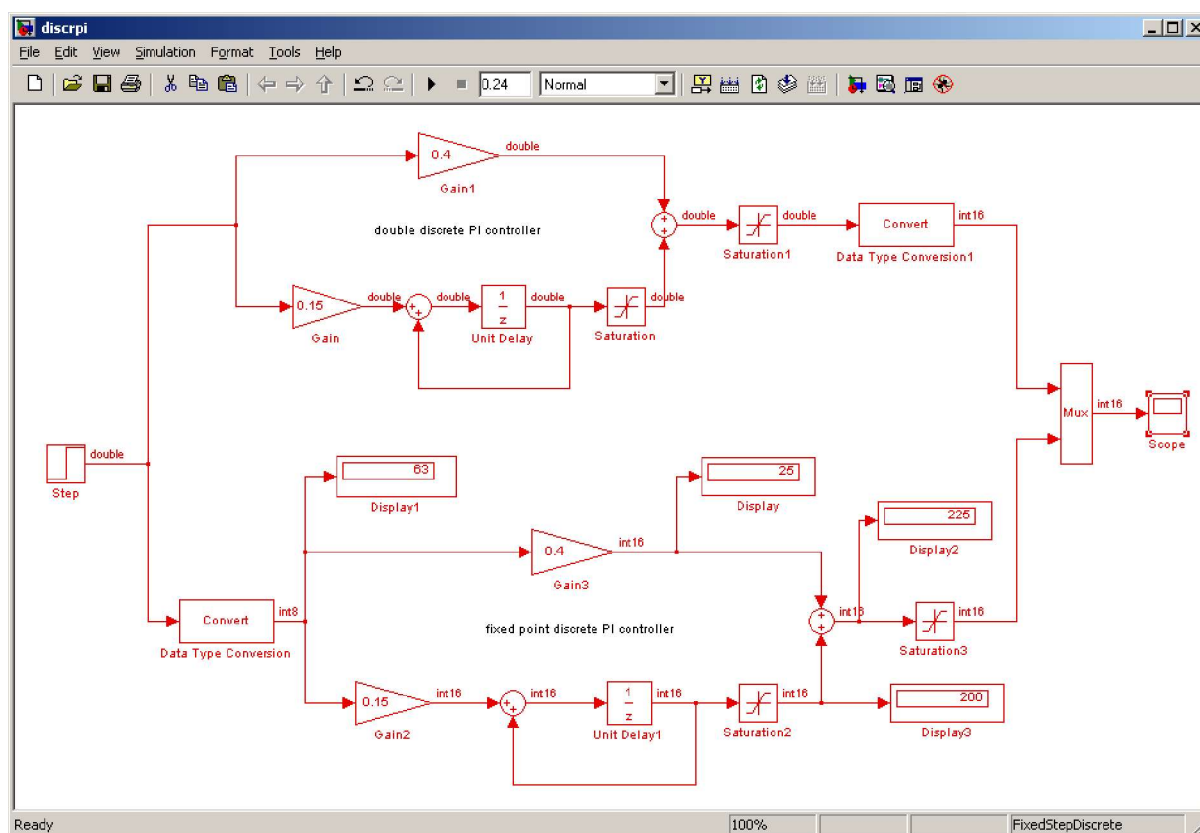 discrpi
File Edit View Simulation Format Tools Help
0.24 Normal
0.4
double
Gain1
double discrete PI controller
double
double
int16
Convert
Saturation1
Data Type Conversion1
0.15
double
double
1
z
double
double
Gain
Unit Delay
Saturation
Mux
int16
Scope
double
Step
63
Display1
25
Display
225
Display2
0.4
int16
Gain3
Convert
int8
Data Type Conversion
fixed point discrete PI controller
int16
int16
Saturation3
0.15
int16
int16
1
z
int16
int16
Gain2
Unit Delay1
Saturation2
200
Display3
Ready 100% FixedStepDiscrete